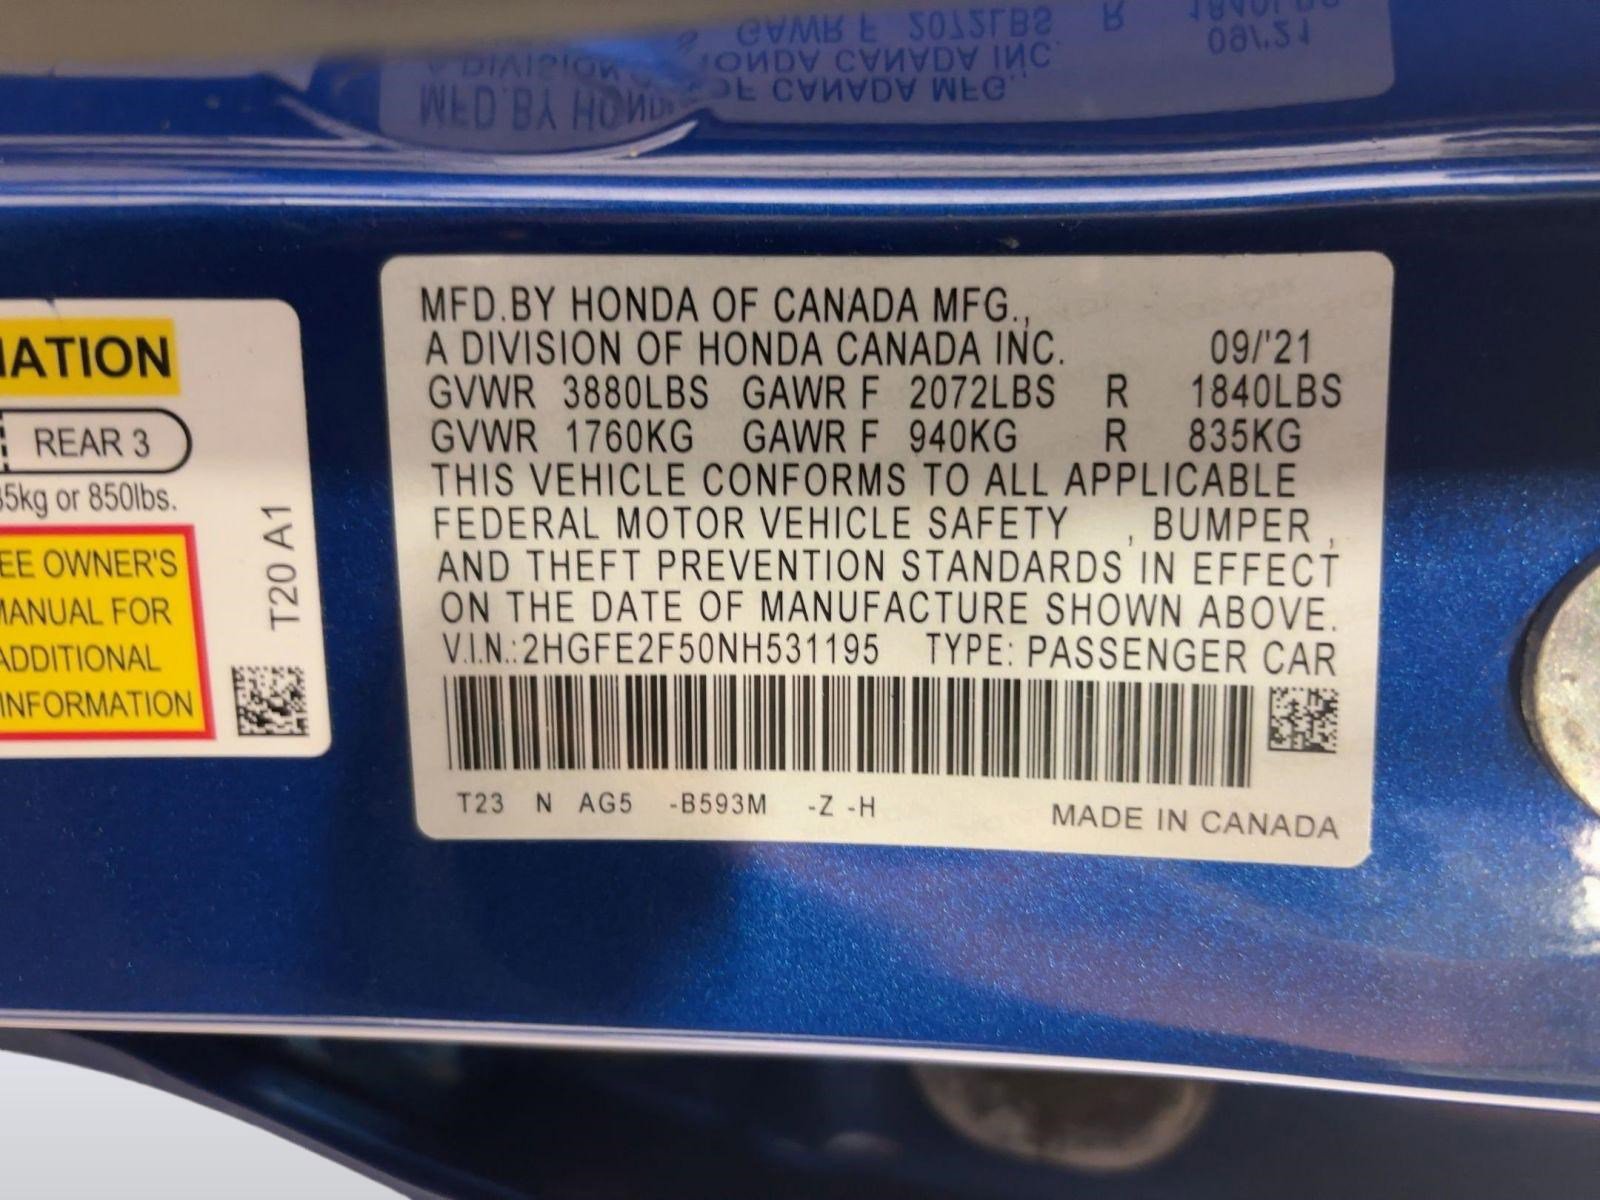 MFD.BY HONDA OF CANADA MFG.,
A DIVISION OF HONDA CANADA INC. 09/'21
GVWR 3880LBS GAWR F 2072LBS R 1840LBS
GVWR 1760KG GAWR F 940KG R 835KG
THIS VEHICLE CONFORMS TO ALL APPLICABLE
FEDERAL MOTOR VEHICLE SAFETY , BUMPER ,
AND THEFT PREVENTION STANDARDS IN EFFECT
ON THE DATE OF MANUFACTURE SHOWN ABOVE.
V.I.N.:2HGFE2F50NH531195 TYPE: PASSENGER CAR
T23 N AG5 -B593M -Z -H
MADE IN CANADA
REAR 3
5kg or 850lbs.
OWNER'S
MANUAL FOR
ADDITIONAL
INFORMATION
T20 A1